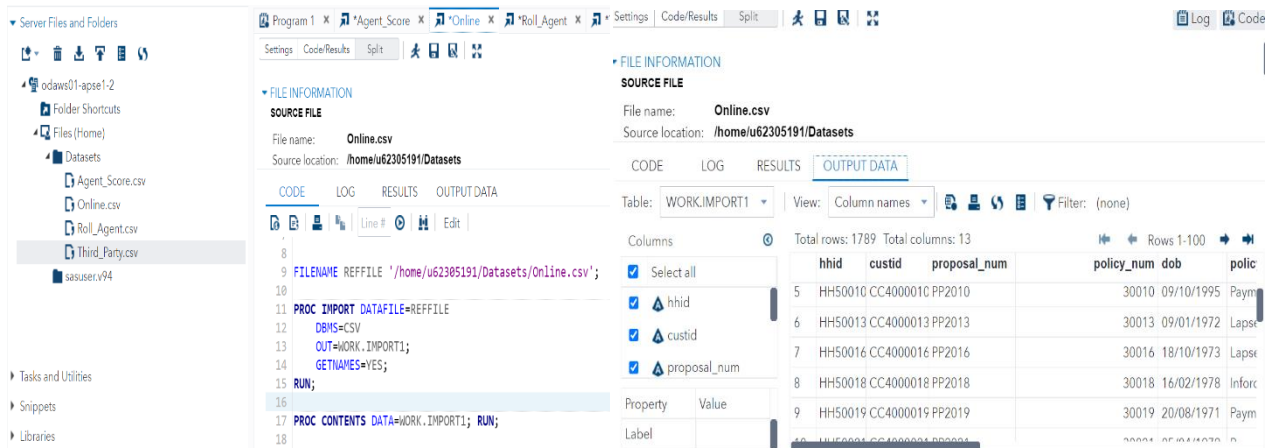 Server Files and Folders
odaws01-apse1-2
Folder Shortcuts
Files (Home)
Datasets
Agent_Score.csv
Online.csv
Roll_Agent.csv
Third_Party.csv
sasuser.v94
Tasks and Utilities
Snippets
Libraries
Program 1 x *Agent_Score x *Online x *Roll_Agent x
Settings Code/Results Split
FILE INFORMATION
SOURCE FILE
File name: Online.csv
Source location: /home/u62305191/Datasets
CODE LOG RESULTS OUTPUT DATA
Line # Edit
8
9 FILENAME REFFILE '/home/u62305191/Datasets/Online.csv';
10
11 PROC IMPORT DATAFILE=REFFILE
12 DBMS=CSV
13 OUT=WORK.IMPORT1;
14 GETNAMES=YES;
15 RUN;
16
17 PROC CONTENTS DATA=WORK.IMPORT1; RUN;
18
Settings Code/Results Split Log Code
FILE INFORMATION
SOURCE FILE
File name: Online.csv
Source location: /home/u62305191/Datasets
CODE LOG RESULTS OUTPUT DATA
Table: WORK.IMPORT1 View: Column names Filter: (none)
Columns
Select all
hhid
custid
proposal_num
Property Value
Label
Total rows: 1789 Total columns: 13 Rows 1-100
hhid custid proposal_num policy_num dob polic
5 HH50010 CC4000010 PP2010 30010 09/10/1995 Paym
6 HH50013 CC4000013 PP2013 30013 09/01/1972 Lapse
7 HH50016 CC4000016 PP2016 30016 18/10/1973 Lapse
8 HH50018 CC4000018 PP2018 30018 16/02/1978 Inforc
9 HH50019 CC4000019 PP2019 30019 20/08/1971 Paym